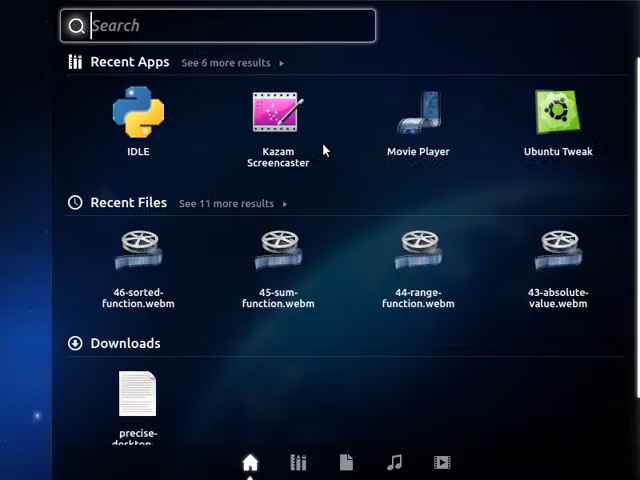 Search
Recent Apps See 6 more results
IDLE
Kazam
Screencaster
Movie Player
Ubuntu Tweak
Recent Files See 11 more results
46-sorted-
function.webm
45-sum-
function.webm
44-range-
function.webm
43-absolute-
value.webm
Downloads
precise-
desktop-